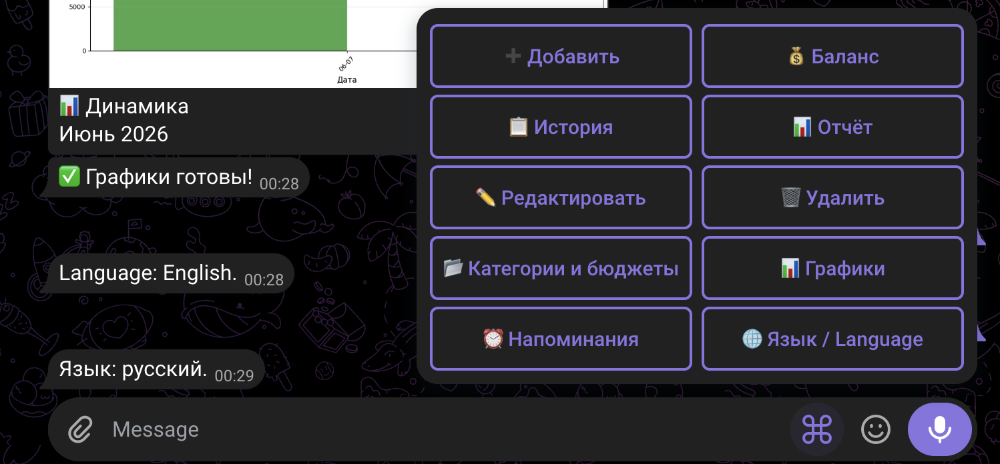 5000
0
06-07
Дата
📊 Динамика
Июнь 2026
✅ Графики готовы! 00:28
Language: English. 00:28
Язык: русский. 00:29
➕ Добавить
💰 Баланс
📋 История
📊 Отчёт
✏️ Редактировать
🗑️ Удалить
📂 Категории и бюджеты
📊 Графики
⏰ Напоминания
🌐 Язык / Language
Message